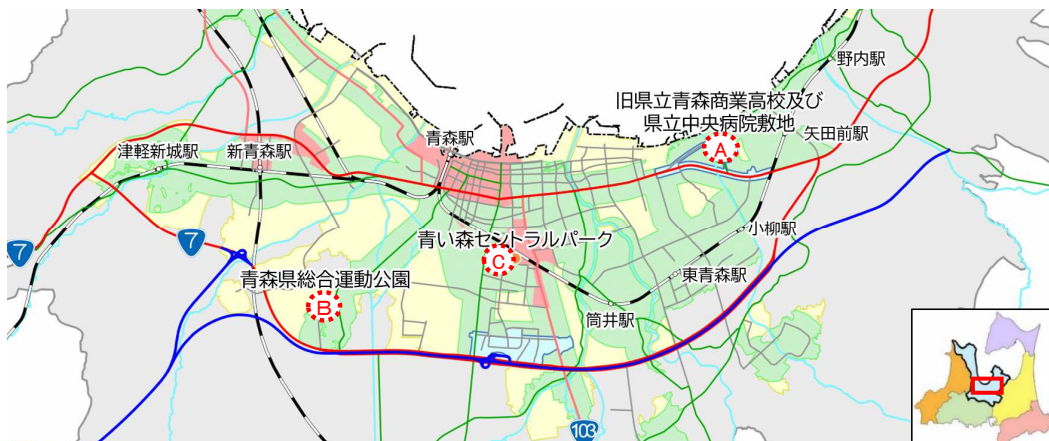 野内駅
旧県立青森商業高校及び
県立中央病院敷地
矢田前駅
A
青森駅
津軽新城駅
新青森駅
小柳駅
7
7
青い森セントラルパーク
C
東青森駅
青森県総合運動公園
B
筒井駅
103